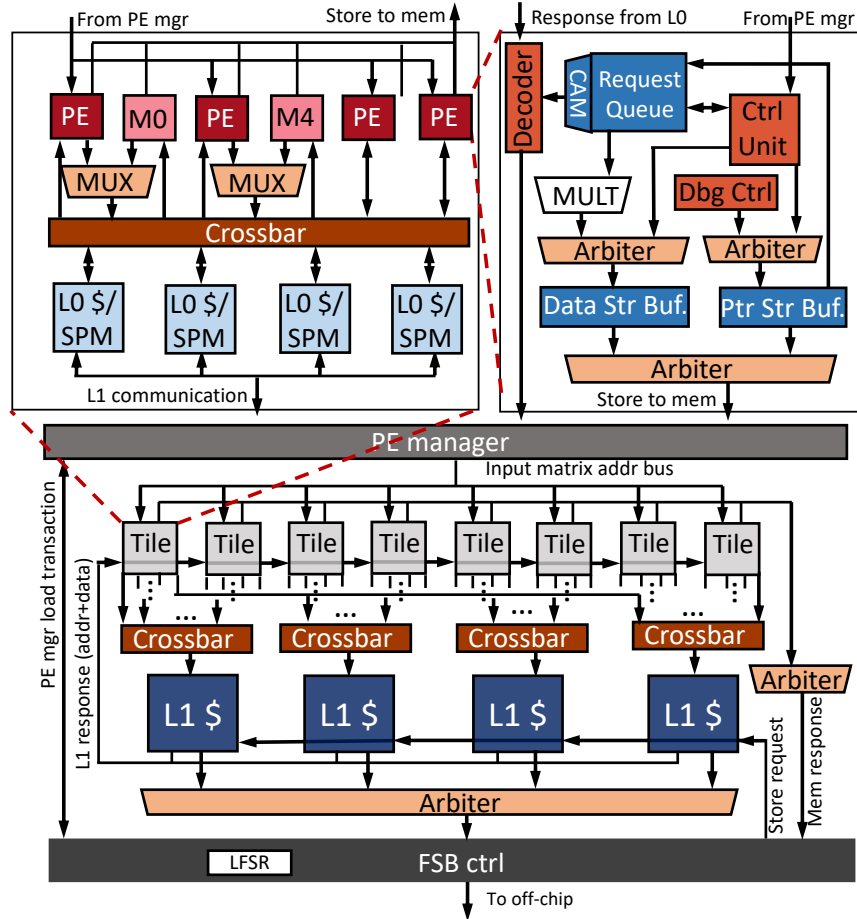 From PE mgr
Store to mem
PE
M0
PE
M4
PE
PE
MUX
MUX
Crossbar
L0 $/
SPM
L0 $/
SPM
L0 $/
SPM
L0 $/
SPM
L1 communication
Response from L0
From PE mgr
Decoder
CAM
Request
Queue
Ctrl
Unit
MULT
Dbg Ctrl
Arbiter
Arbiter
Data Str Buf.
Ptr Str Buf.
Arbiter
Store to mem
PE manager
Input matrix addr bus
PE mgr load transaction
L1 response (addr+data)
Tile
Tile
Tile
Tile
Tile
Tile
Tile
Tile
...
...
...
...
Crossbar
Crossbar
Crossbar
Crossbar
Arbiter
L1 $
L1 $
L1 $
L1 $
Store request
Mem response
Arbiter
LFSR
FSB ctrl
To off-chip